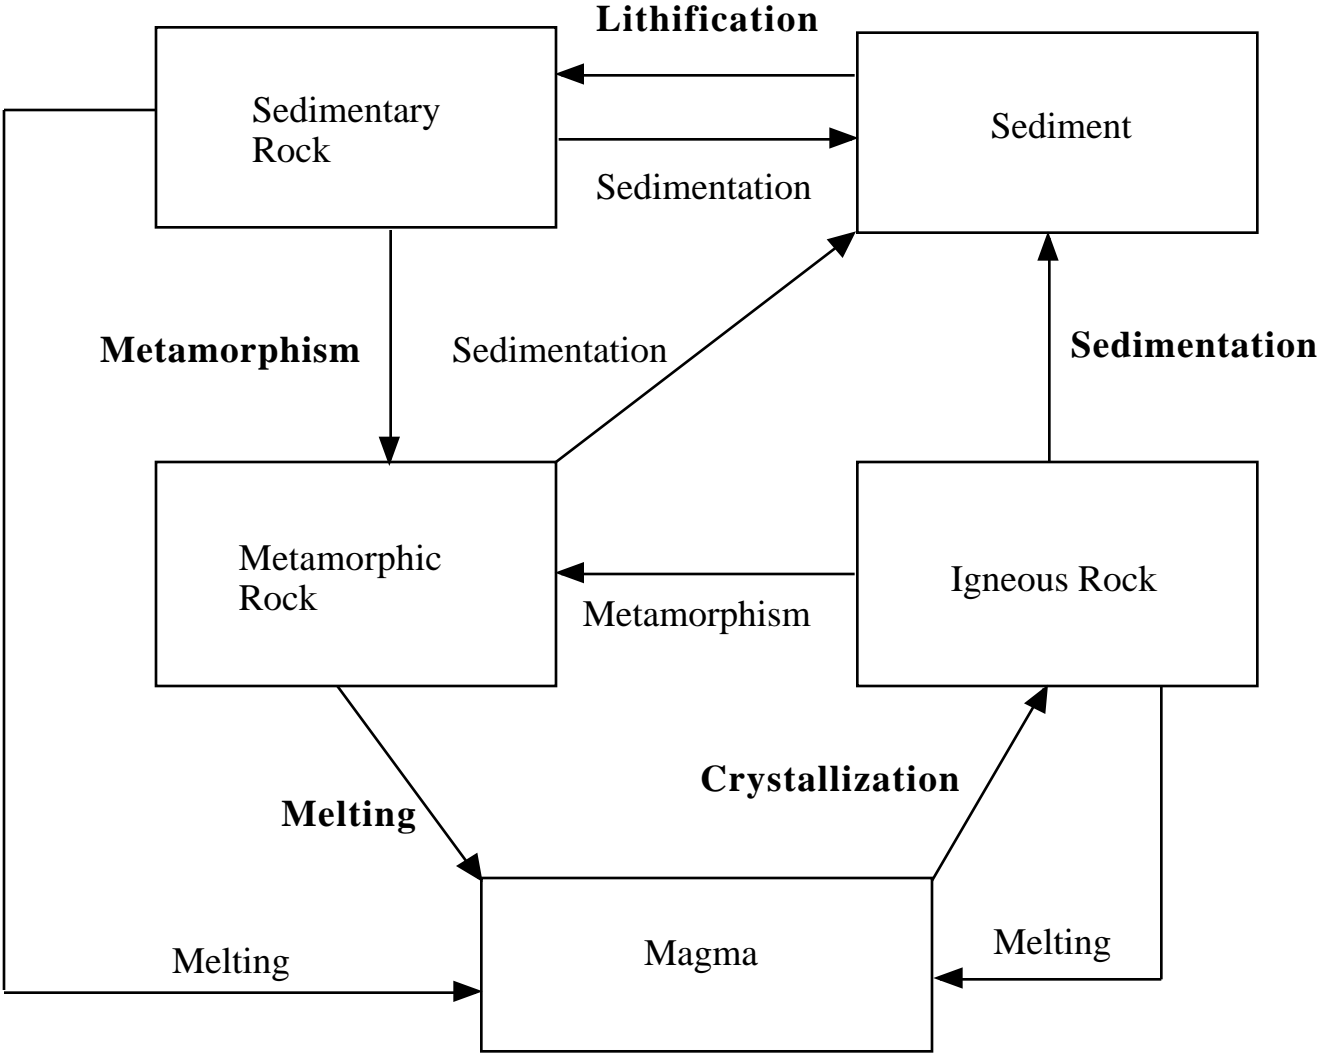 Lithification
Sedimentary
Rock
Sediment
Sedimentation
Metamorphism
Sedimentation
Sedimentation
Metamorphic
Rock
Igneous Rock
Metamorphism
Crystallization
Melting
Magma
Melting
Melting